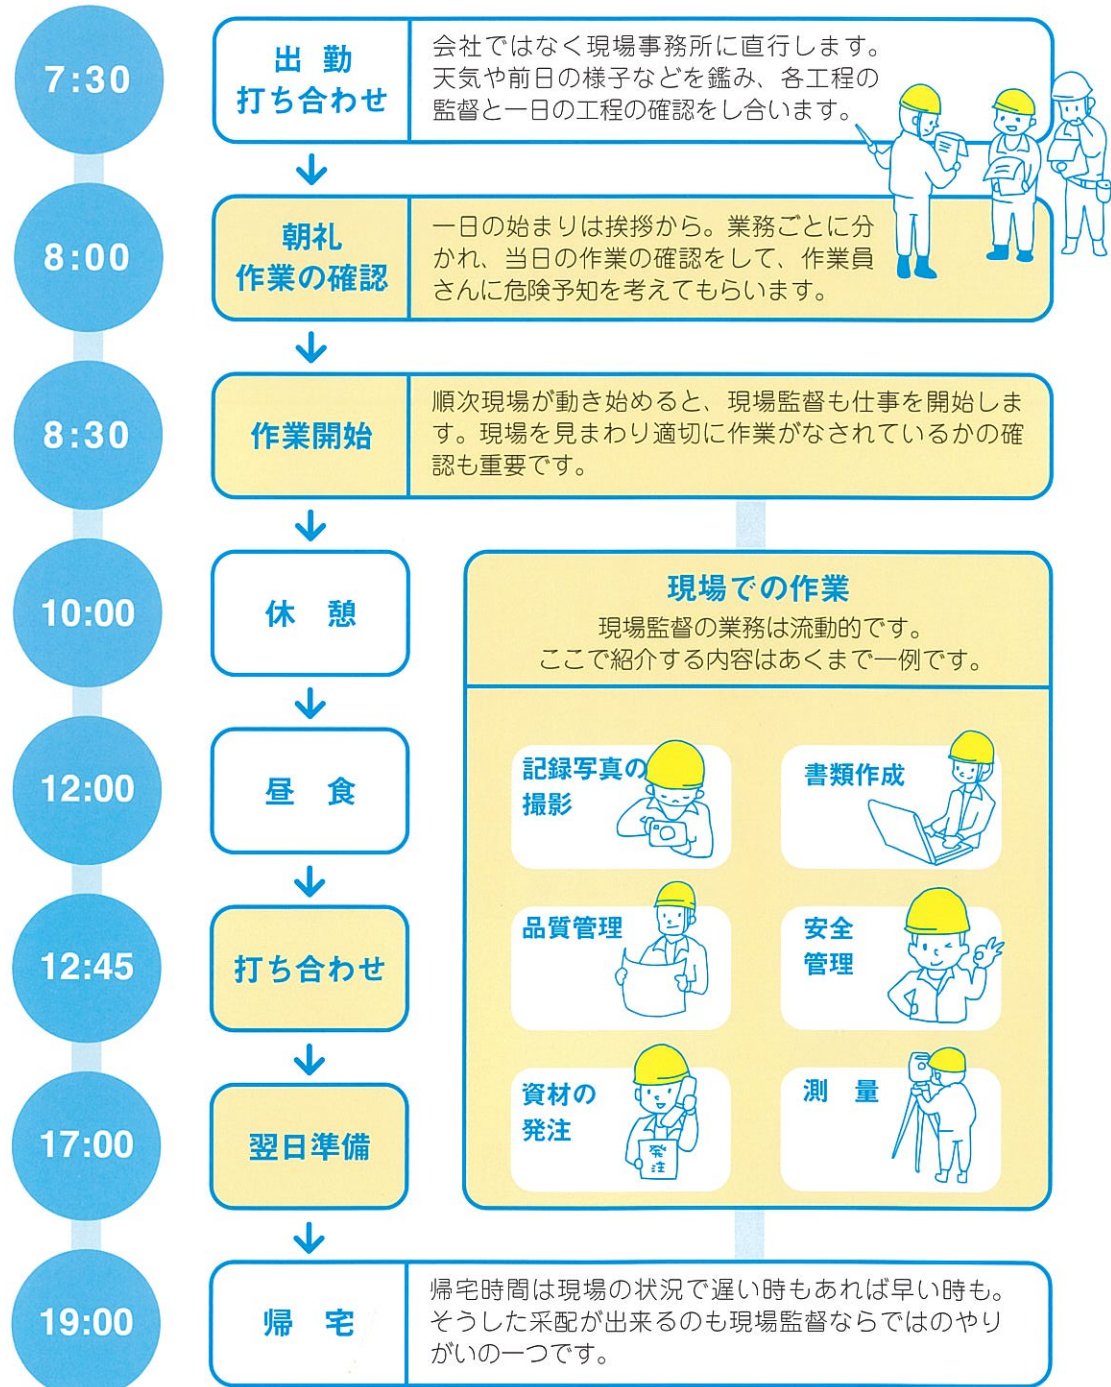 7:30
出 勤
打ち合わせ
会社ではなく現場事務所に直行します。
天気や前日の様子などを鑑み、各工程の
監督と一日の工程の確認をし合います。
8:00
朝礼
作業の確認
一日の始まりは挨拶から。業務ごとに分
かれ、当日の作業の確認をして、作業員
さんに危険予知を考えてもらいます。
8:30
作業開始
順次現場が動き始めると、現場監督も仕事を開始しま
す。現場を見まわり適切に作業がなされているかの確
認も重要です。
10:00
休 憩
12:00
昼 食
12:45
打ち合わせ
17:00
翌日準備
現場での作業
現場監督の業務は流動的です。
ここで紹介する内容はあくまで一例です。
記録写真の
撮影
書類作成
品質管理
安全
管理
資材の
発注
発
注
測 量
19:00
帰 宅
帰宅時間は現場の状況で遅い時もあれば早い時も。
そうした采配が出来るのも現場監督ならではのやり
がいの一つです。